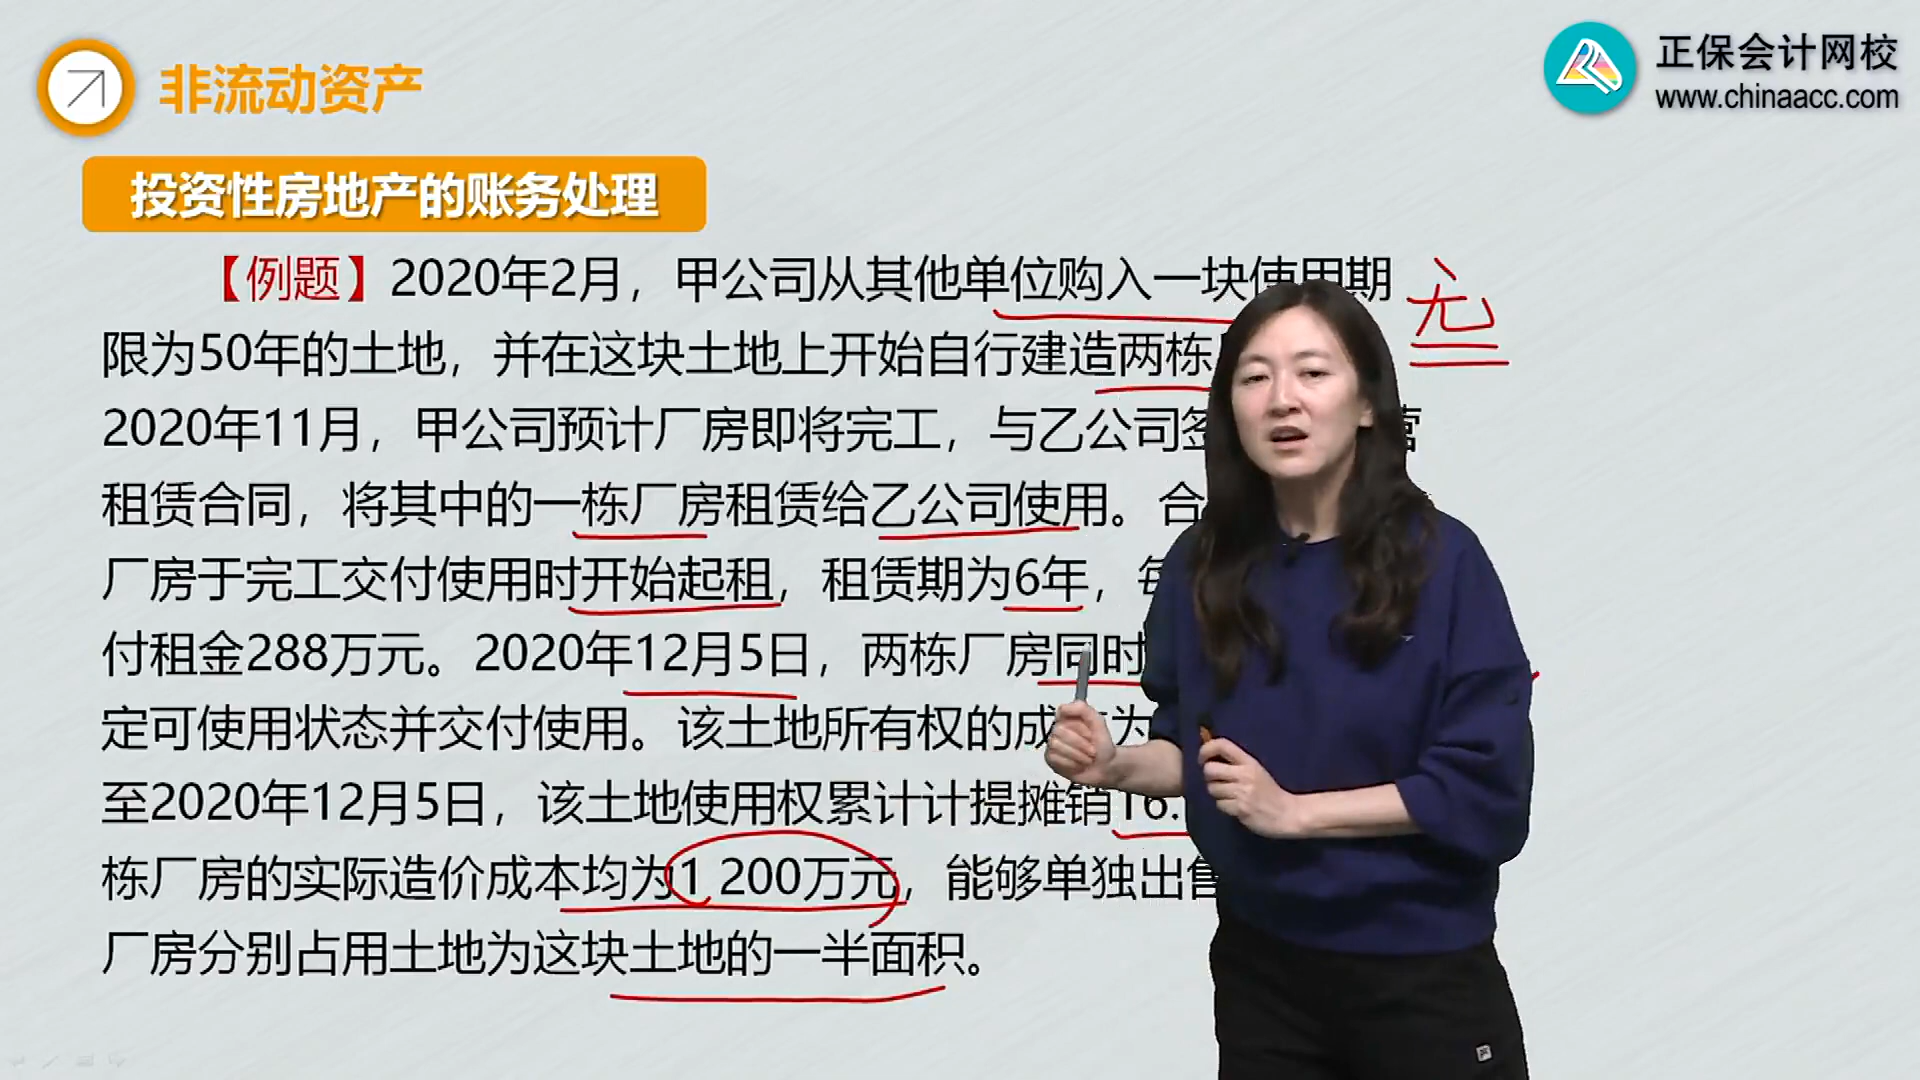 非流动资产
正保会计网校
www.chinaacc.com
投资性房地产的账务处理
【例题】2020年2月，甲公司从其他单位购入一块使用期
无
限为50年的土地，并在这块土地上开始自行建造两栋
2020年11月，甲公司预计厂房即将完工，与乙公司签 营
租赁合同，将其中的一栋厂房租赁给乙公司使用。合
厂房于完工交付使用时开始起租，租赁期为6年，
付租金288万元。2020年12月5日，两栋厂房同时
定可使用状态并交付使用。该土地所有权的成 为
至2020年12月5日，该土地使用权累计计提摊销16.
栋厂房的实际造价成本均为1 200万元，能够单独出售
厂房分别占用土地为这块土地的一半面积。